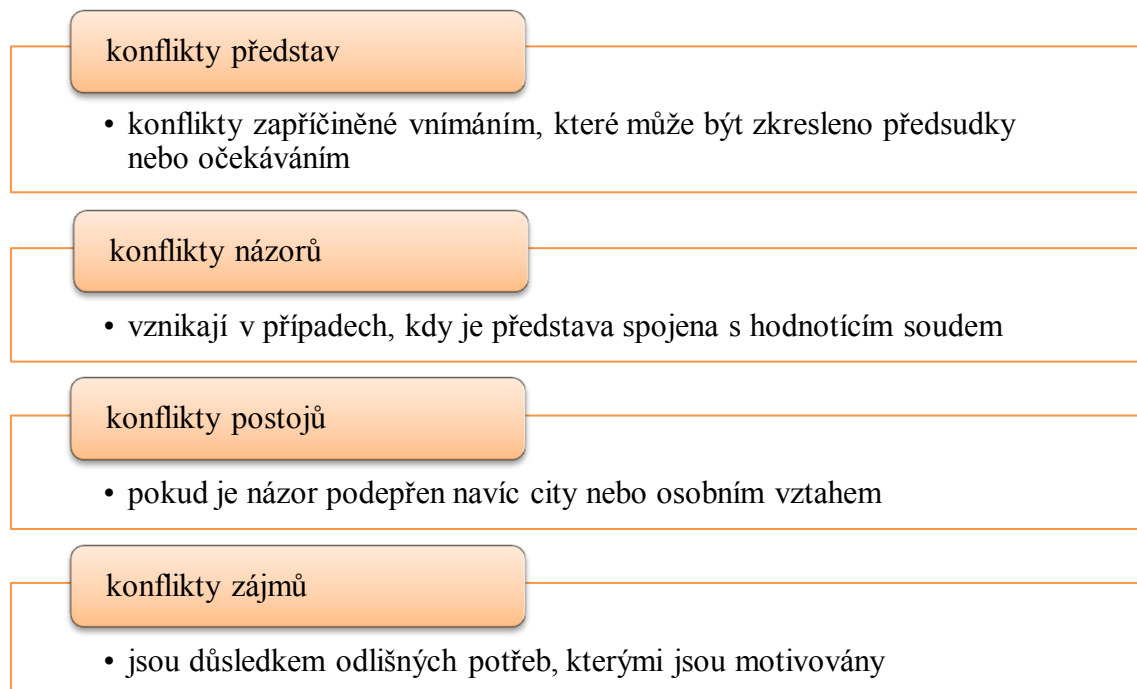 konflikty představ
• konflikty zapříčiněné vnímáním, které může být zkresleno předsudky
nebo očekáváním
konflikty názorů
• vznikají v případech, kdy je představa spojena s hodnotícím soudem
konflikty postojů
• pokud je názor podepřen navíc city nebo osobním vztahem
konflikty zájmů
• jsou důsledkem odlišných potřeb, kterými jsou motivovány